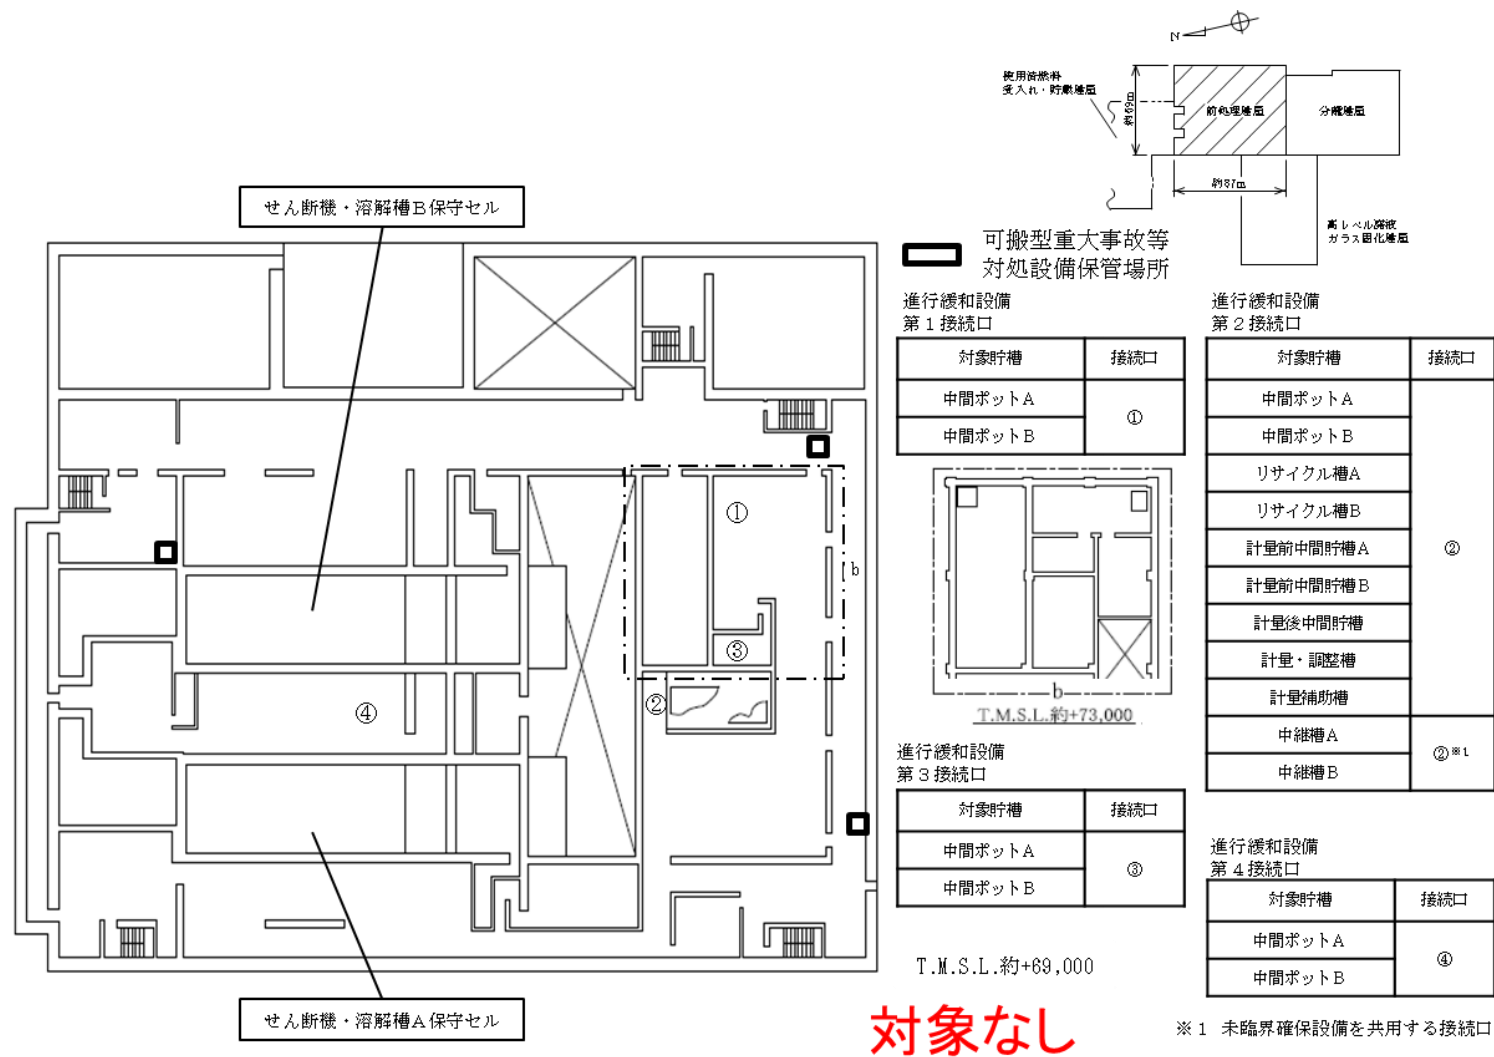 N
使用済燃料
受入れ・貯蔵建屋
約69m
前処理建屋
分離建屋
約87m
高レベル廃液
ガラス固化建屋
せん断機・溶解槽B保守セル
可搬型重大事故等
対処設備保管場所
進行緩和設備
第1接続口
対象貯槽 接続口
中間ポットA
①
中間ポットB
進行緩和設備
第2接続口
対象貯槽 接続口
中間ポットA
中間ポットB
リサイクル槽A
リサイクル槽B
計量前中間貯槽A
②
計量前中間貯槽B
計量後中間貯槽
計量・調整槽
計量補助槽
中継槽A
②※1
中継槽B
①
b
③
②
④
b
T.M.S.L.約+73,000
進行緩和設備
第3接続口
対象貯槽 接続口
中間ポットA
③
中間ポットB
進行緩和設備
第4接続口
対象貯槽 接続口
中間ポットA
④
中間ポットB
T.M.S.L.約+69,000
せん断機・溶解槽A保守セル
対象なし
※1 未臨界確保設備を共用する接続口